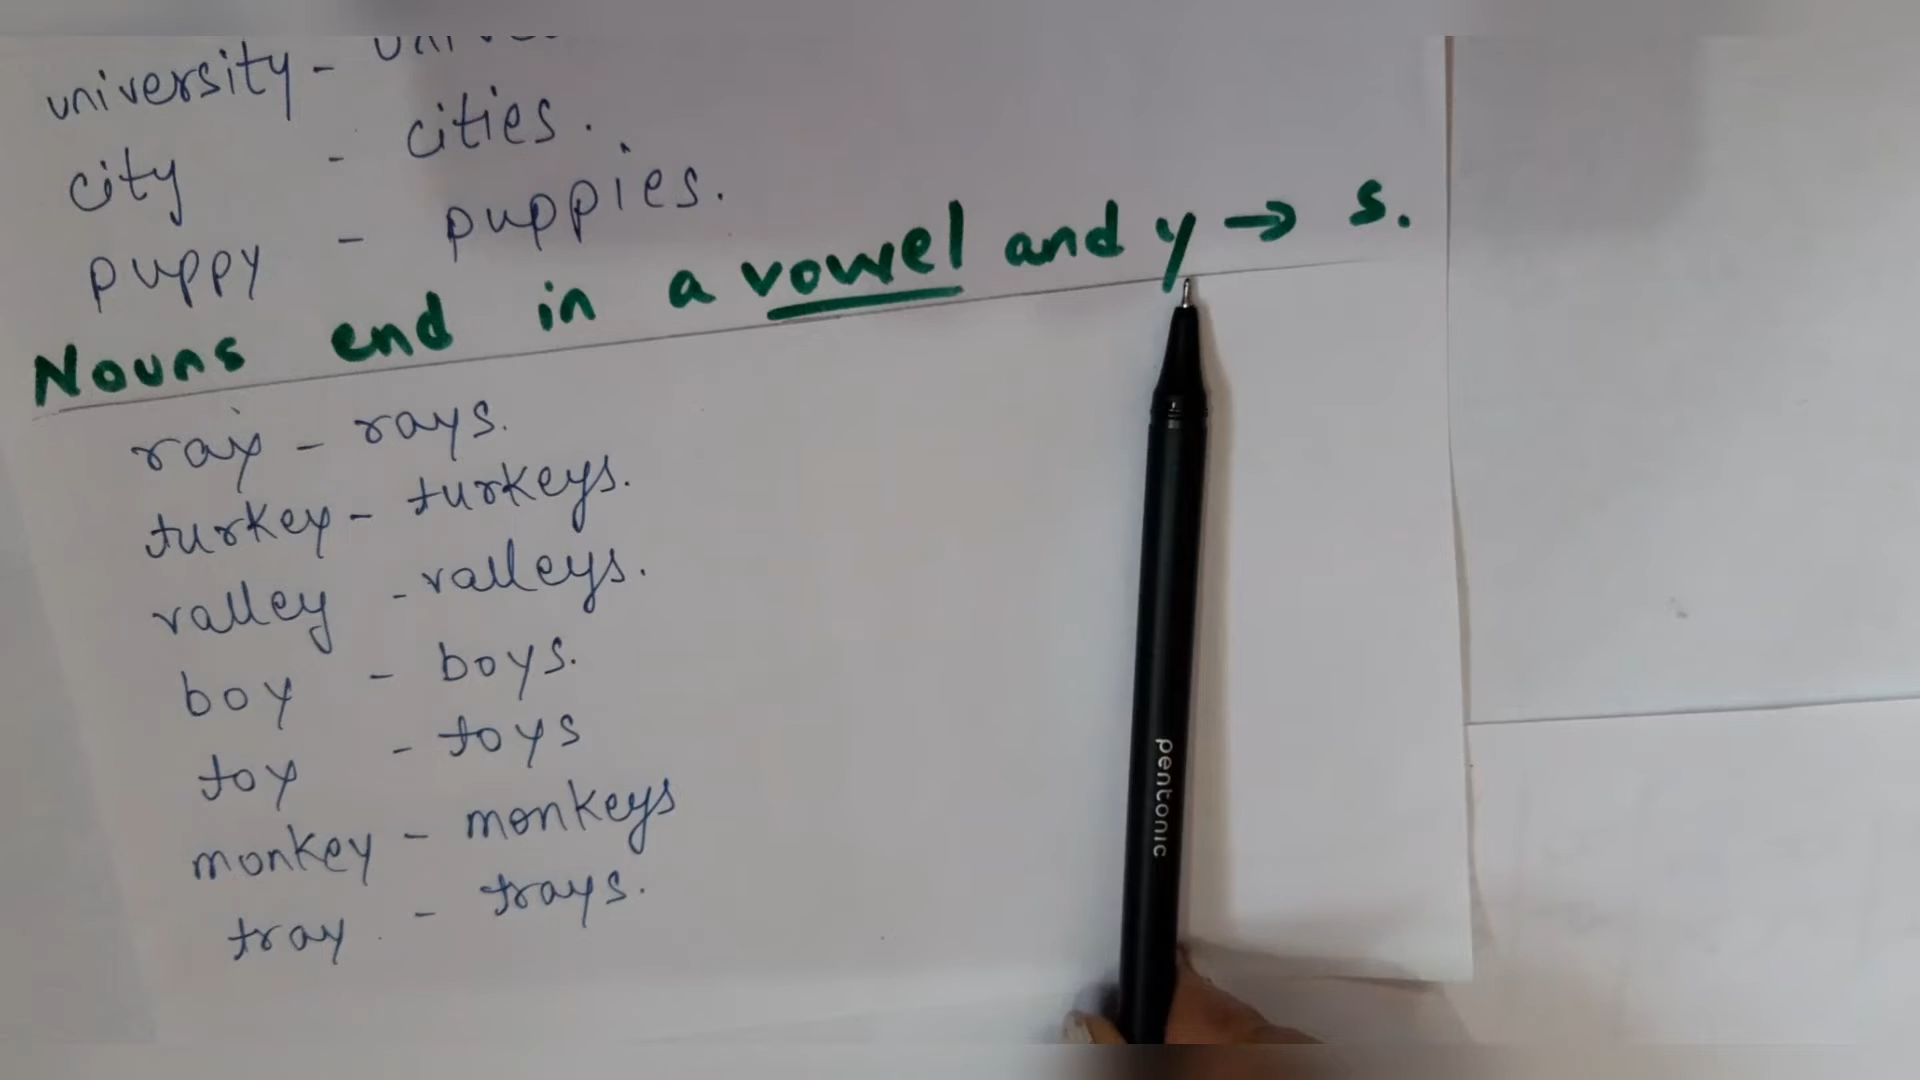 university -
city - cities.
puppy - puppies.
Nouns end in a vowel and y → s.
ray - rays.
turkey - turkeys.
valley - valleys.
boy - boys.
toy - toys
monkey - monkeys
tray - trays.
pentonic